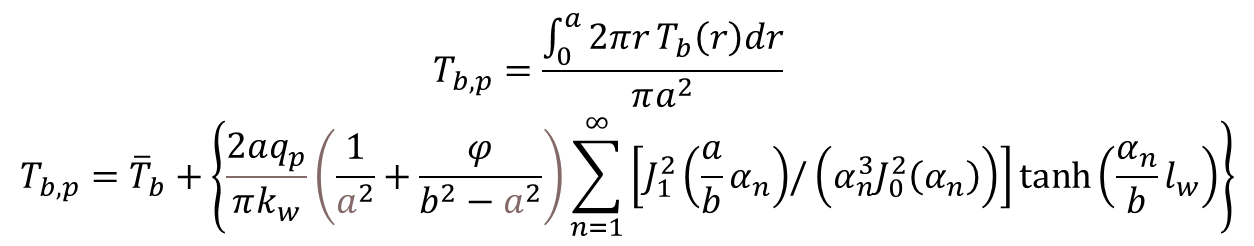 T_{b,p} = \frac{\int_0^a 2\pi r \, T_b(r) dr}{\pi a^2}
T_{b,p} = \bar{T}_b + \left\{ \frac{2aq_p}{\pi k_w} \left( \frac{1}{a^2} + \frac{\varphi}{b^2 - a^2} \right) \sum_{n=1}^{\infty} \left[ J_1^2 \left( \frac{a}{b} \alpha_n \right) / \left( \alpha_n^3 J_0^2(\alpha_n) \right) \right] \tanh \left( \frac{\alpha_n}{b} l_w \right) \right\}